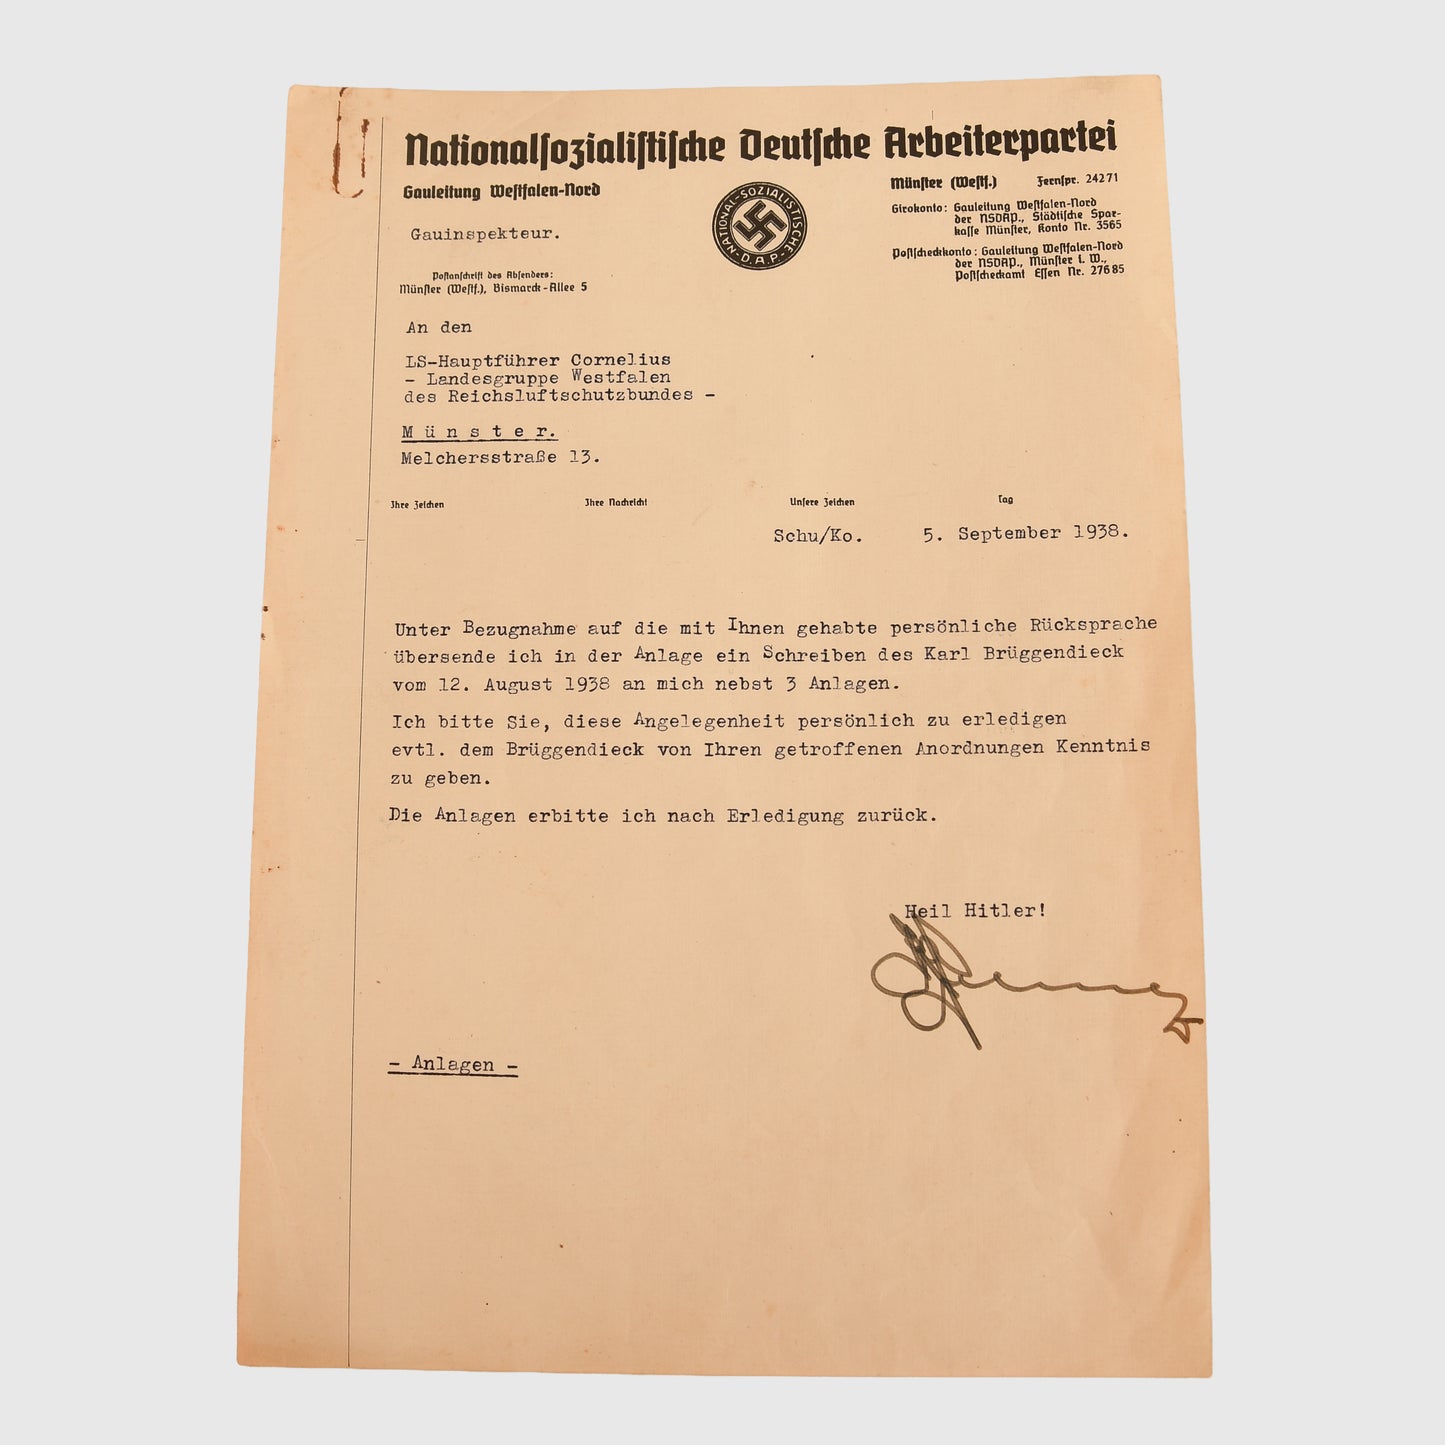 Nationalsozialistische Deutsche Arbeiterpartei
Gauleitung Westfalen-Nord
Gauinspekteur.
Postanschrift des Absenders:
Münster (Westf.), Bismarck-Allee 5
NATIONAL-SOZIALISTISCHE
D.A.P.
Münster (Westf.) Fernspr. 24271
Girokonto: Gauleitung Westfalen-Nord
der NSDAP., Städtische Spar-
kasse Münster, Konto Nr. 3565
Postscheckkonto: Gauleitung Westfalen-Nord
der NSDAP., Münster i. W.,
Postscheckamt Essen Nr. 27685
An den
LS-Hauptführer Cornelius
- Landesgruppe Westfalen
des Reichsluftschutzbundes -
M ü n s t e r.
Melchersstraße 13.
Ihre Zeichen Ihre Nachricht Unsere Zeichen Tag
Schu/Ko. 5. September 1938.
Unter Bezugnahme auf die mit Ihnen gehabte persönliche Rücksprache
übersende ich in der Anlage ein Schreiben des Karl Brüggendieck
vom 12. August 1938 an mich nebst 3 Anlagen.
Ich bitte Sie, diese Angelegenheit persönlich zu erledigen
evtl. dem Brüggendieck von Ihren getroffenen Anordnungen Kenntnis
zu geben.
Die Anlagen erbitte ich nach Erledigung zurück.
Heil Hitler!
- Anlagen -